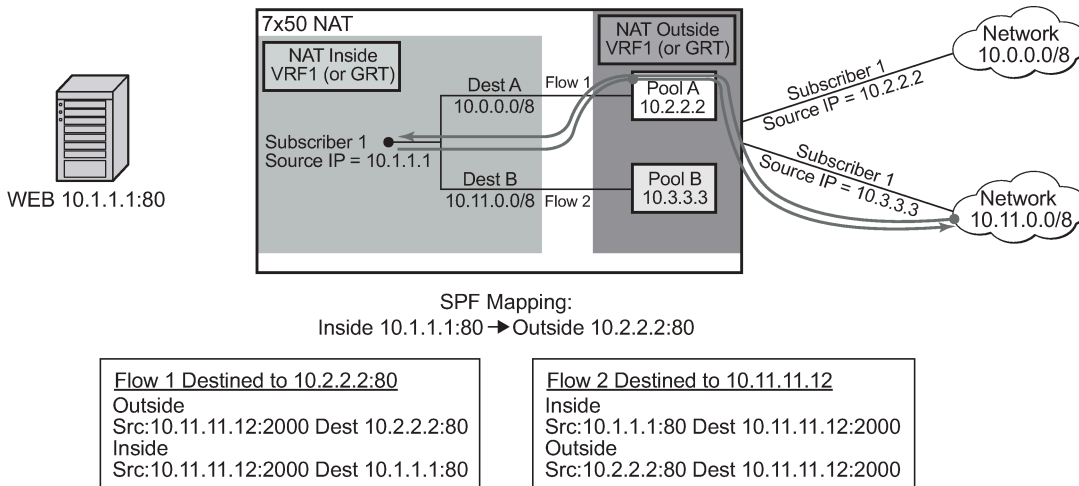 7x50 NAT
NAT Inside
VRF1 (or GRT)
NAT Outside
VRF1 (or GRT)
Network
10.0.0.0/8
Dest A
10.0.0.0/8
Flow 1
Pool A
10.2.2.2
Subscriber 1
Source IP = 10.2.2.2
Subscriber 1
Source IP = 10.1.1.1
WEB 10.1.1.1:80
Dest B
10.11.0.0/8
Flow 2
Pool B
10.3.3.3
Subscriber 1
Source IP = 10.3.3.3
Network
10.11.0.0/8
SPF Mapping:
Inside 10.1.1.1:80 → Outside 10.2.2.2:80
Flow 1 Destined to 10.2.2.2:80
Outside
Src:10.11.11.12:2000 Dest 10.2.2.2:80
Inside
Src:10.11.11.12:2000 Dest 10.1.1.1:80
Flow 2 Destined to 10.11.11.12
Inside
Src:10.1.1.1:80 Dest 10.11.11.12:2000
Outside
Src:10.2.2.2:80 Dest 10.11.11.12:2000